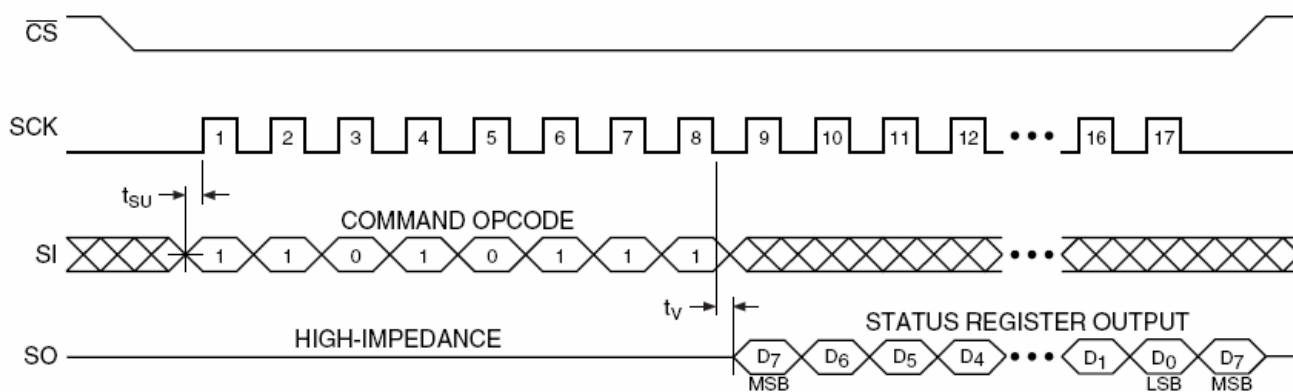 CS
SCK 1 2 3 4 5 6 7 8 9 10 11 12 ••• 16 17
tSU
COMMAND OPCODE
SI 1 1 0 1 0 1 1 1 •••
tV
HIGH-IMPEDANCE
STATUS REGISTER OUTPUT
SO D7 D6 D5 D4 ••• D1 D0 D7
MSB LSB MSB